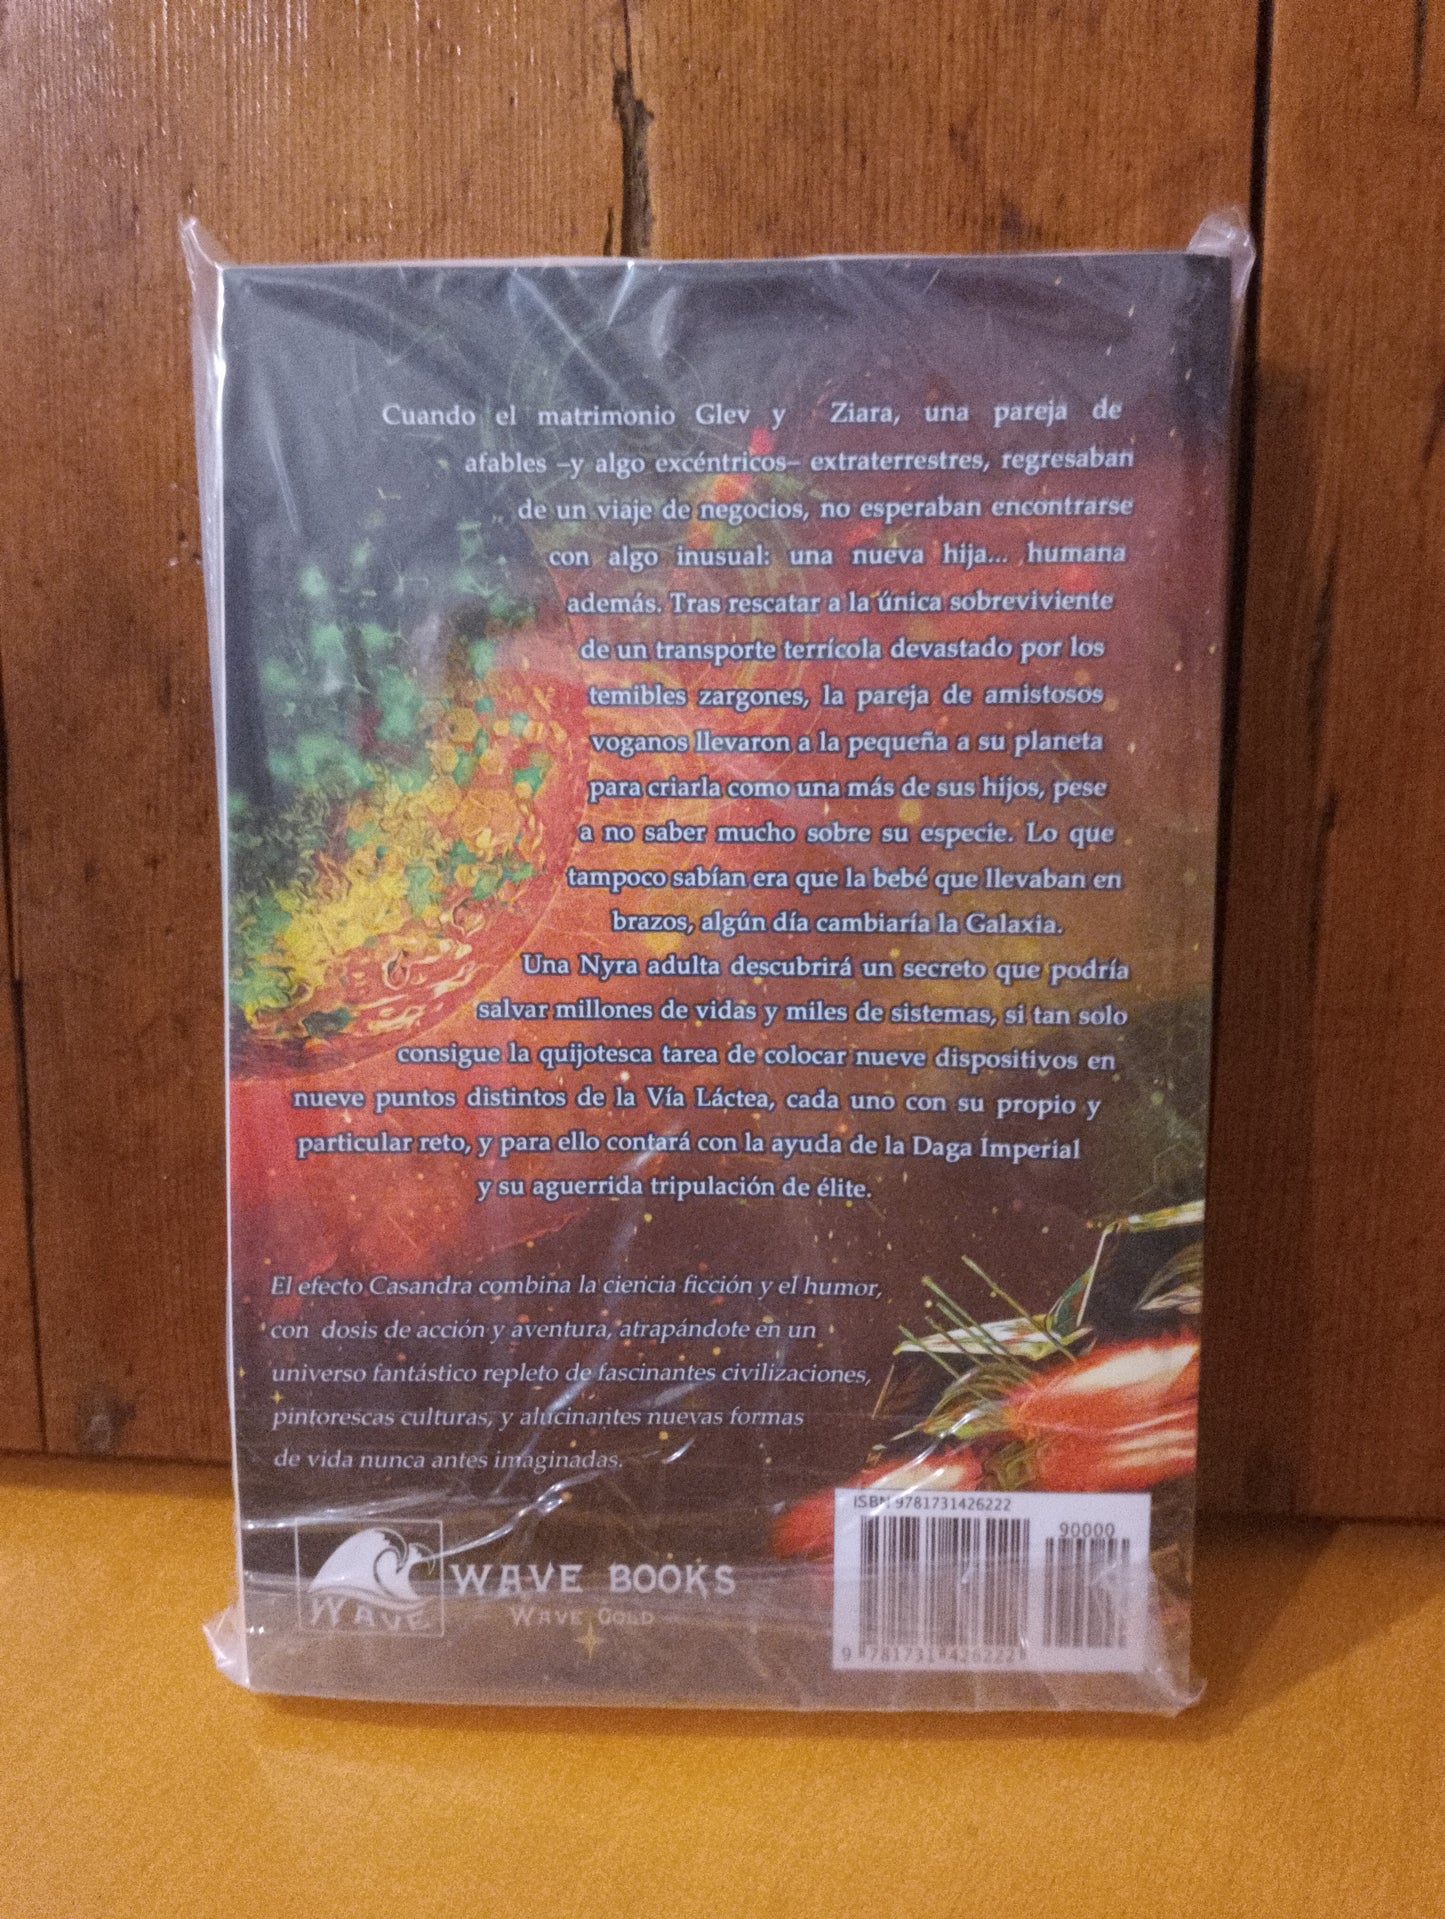 Cuando el matrimonio Glev y Ziara, una pareja de
afables –y algo excéntricos– extraterrestres, regresaban
de un viaje de negocios, no esperaban encontrarse
con algo inusual: una nueva hija... humana
además. Tras rescatar a la única sobreviviente
de un transporte terrícola devastado por los
temibles zargones, la pareja de amistosos
voganos llevaron a la pequeña a su planeta
para criarla como una más de sus hijos, pese
a no saber mucho sobre su especie. Lo que
tampoco sabían era que la bebé que llevaban en
brazos, algún día cambiaría la Galaxia.
Una Nyra adulta descubrirá un secreto que podría
salvar millones de vidas y miles de sistemas, si tan solo
consigue la quijotesca tarea de colocar nueve dispositivos en
nueve puntos distintos de la Vía Láctea, cada uno con su propio y
particular reto, y para ello contará con la ayuda de la Daga Imperial
y su aguerrida tripulación de élite.
El efecto Casandra combina la ciencia ficción y el humor,
con dosis de acción y aventura, atrapándote en un
universo fantástico repleto de fascinantes civilizaciones,
pintorescas culturas, y alucinantes nuevas formas
de vida nunca antes imaginadas.
WAVE
WAVE BOOKS
WAVE GOLD
ISBN 9781731426222
90000
9 781731 426222